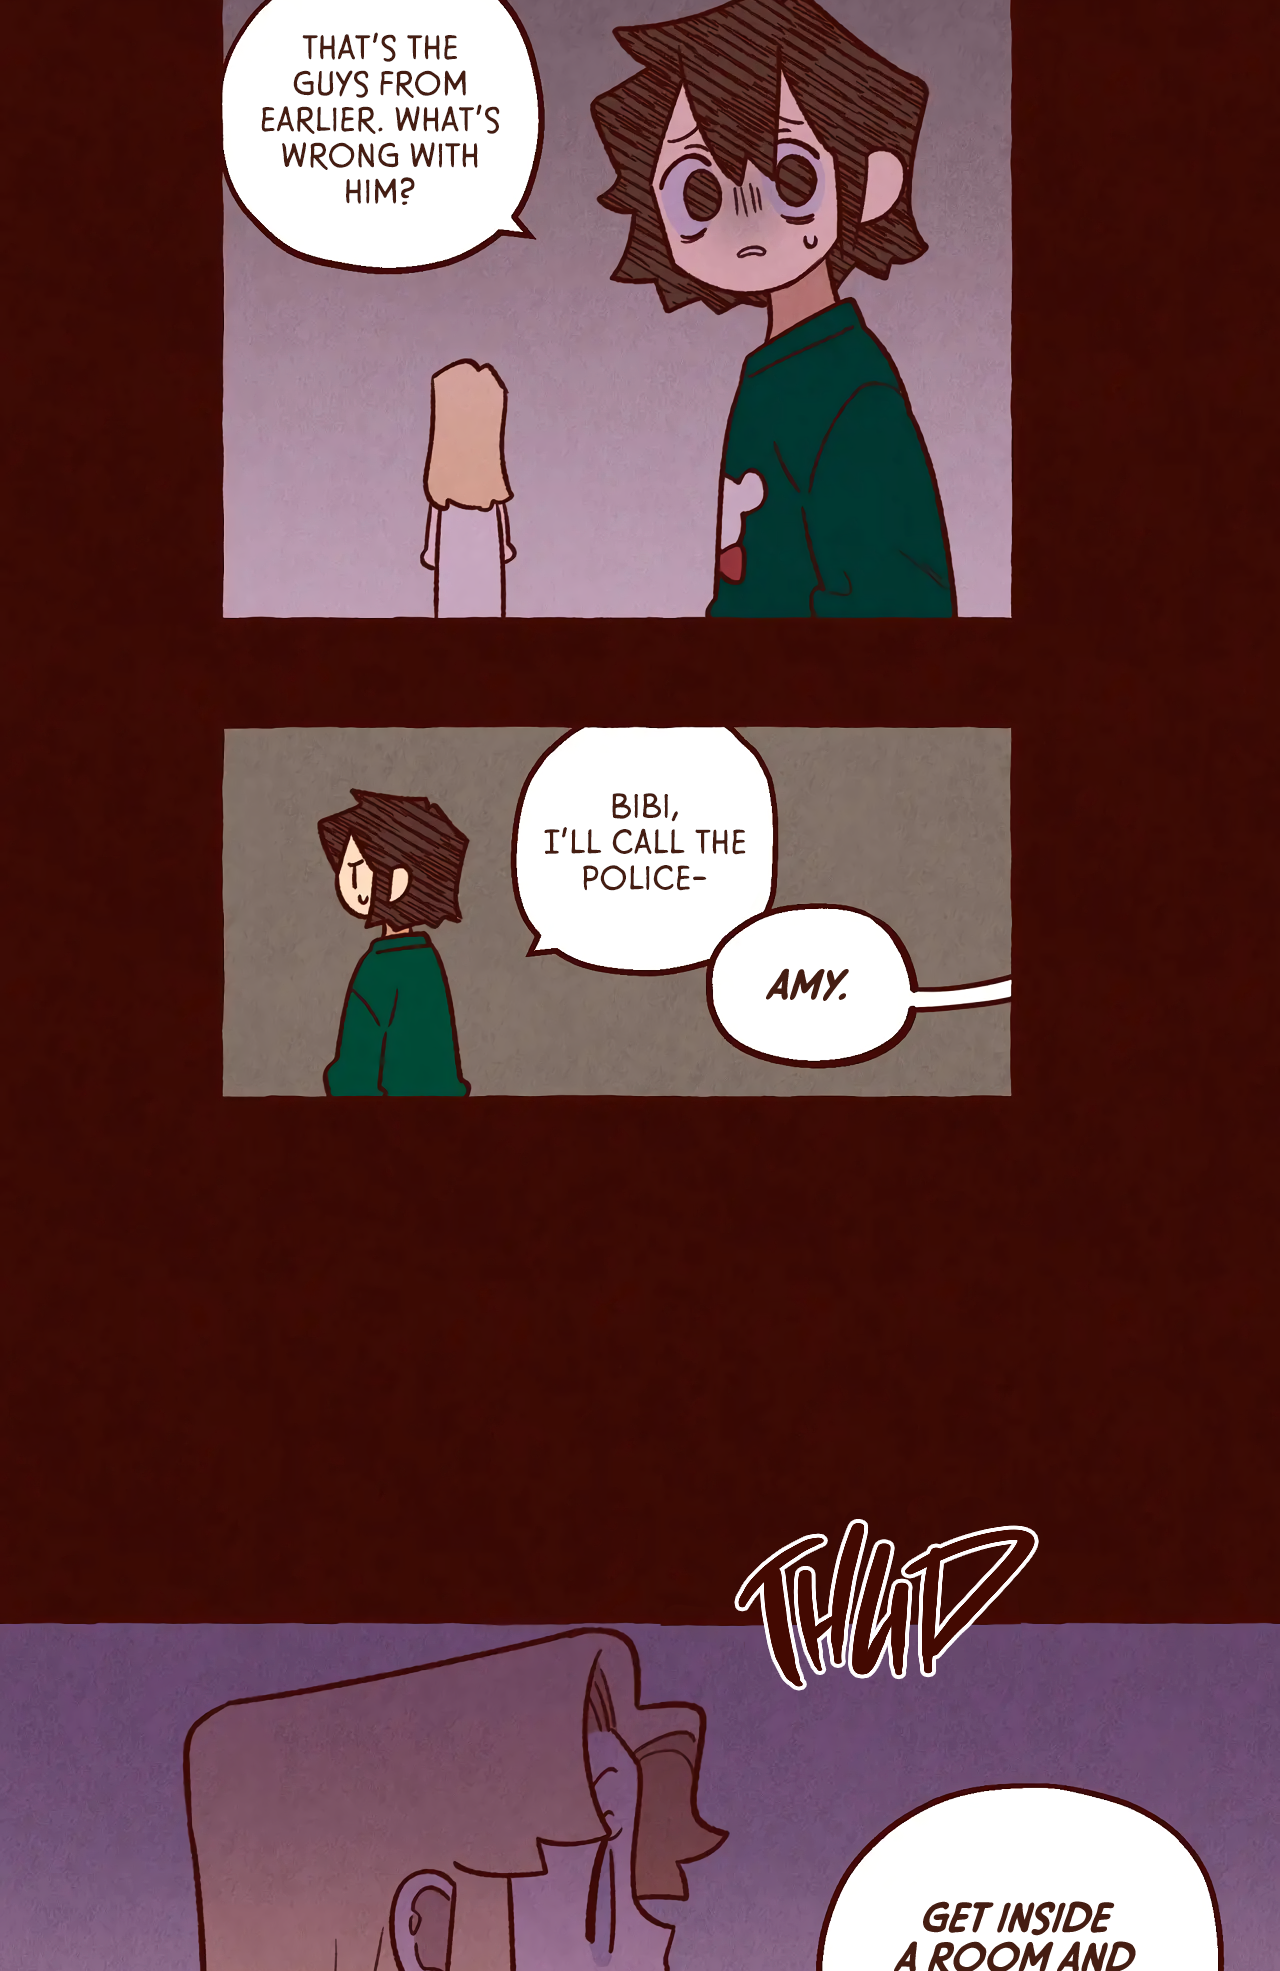 THAT'S THE
GUYS FROM
EARLIER. WHAT'S
WRONG WITH
HIM?
BIBI,
I'LL CALL THE
POLICE-
AMY.
THUD
GET INSIDE
A ROOM AND